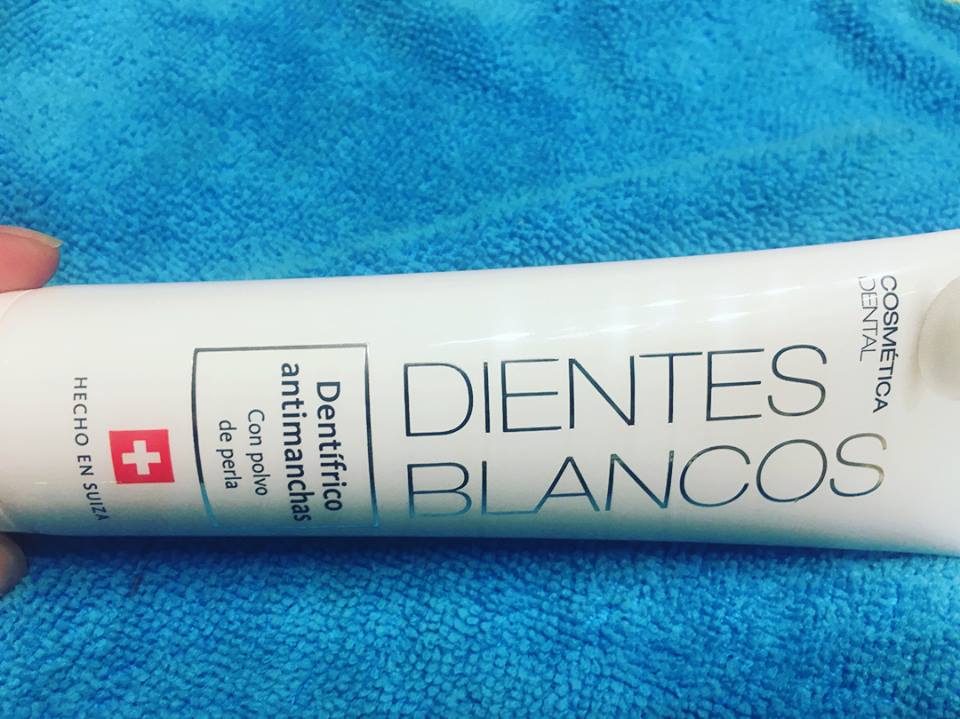 COSMÉTICA
DENTAL
DIENTES
BLANCOS
Dentífrico
antimanchas
Con polvo
de perla
HECHO EN SUIZA